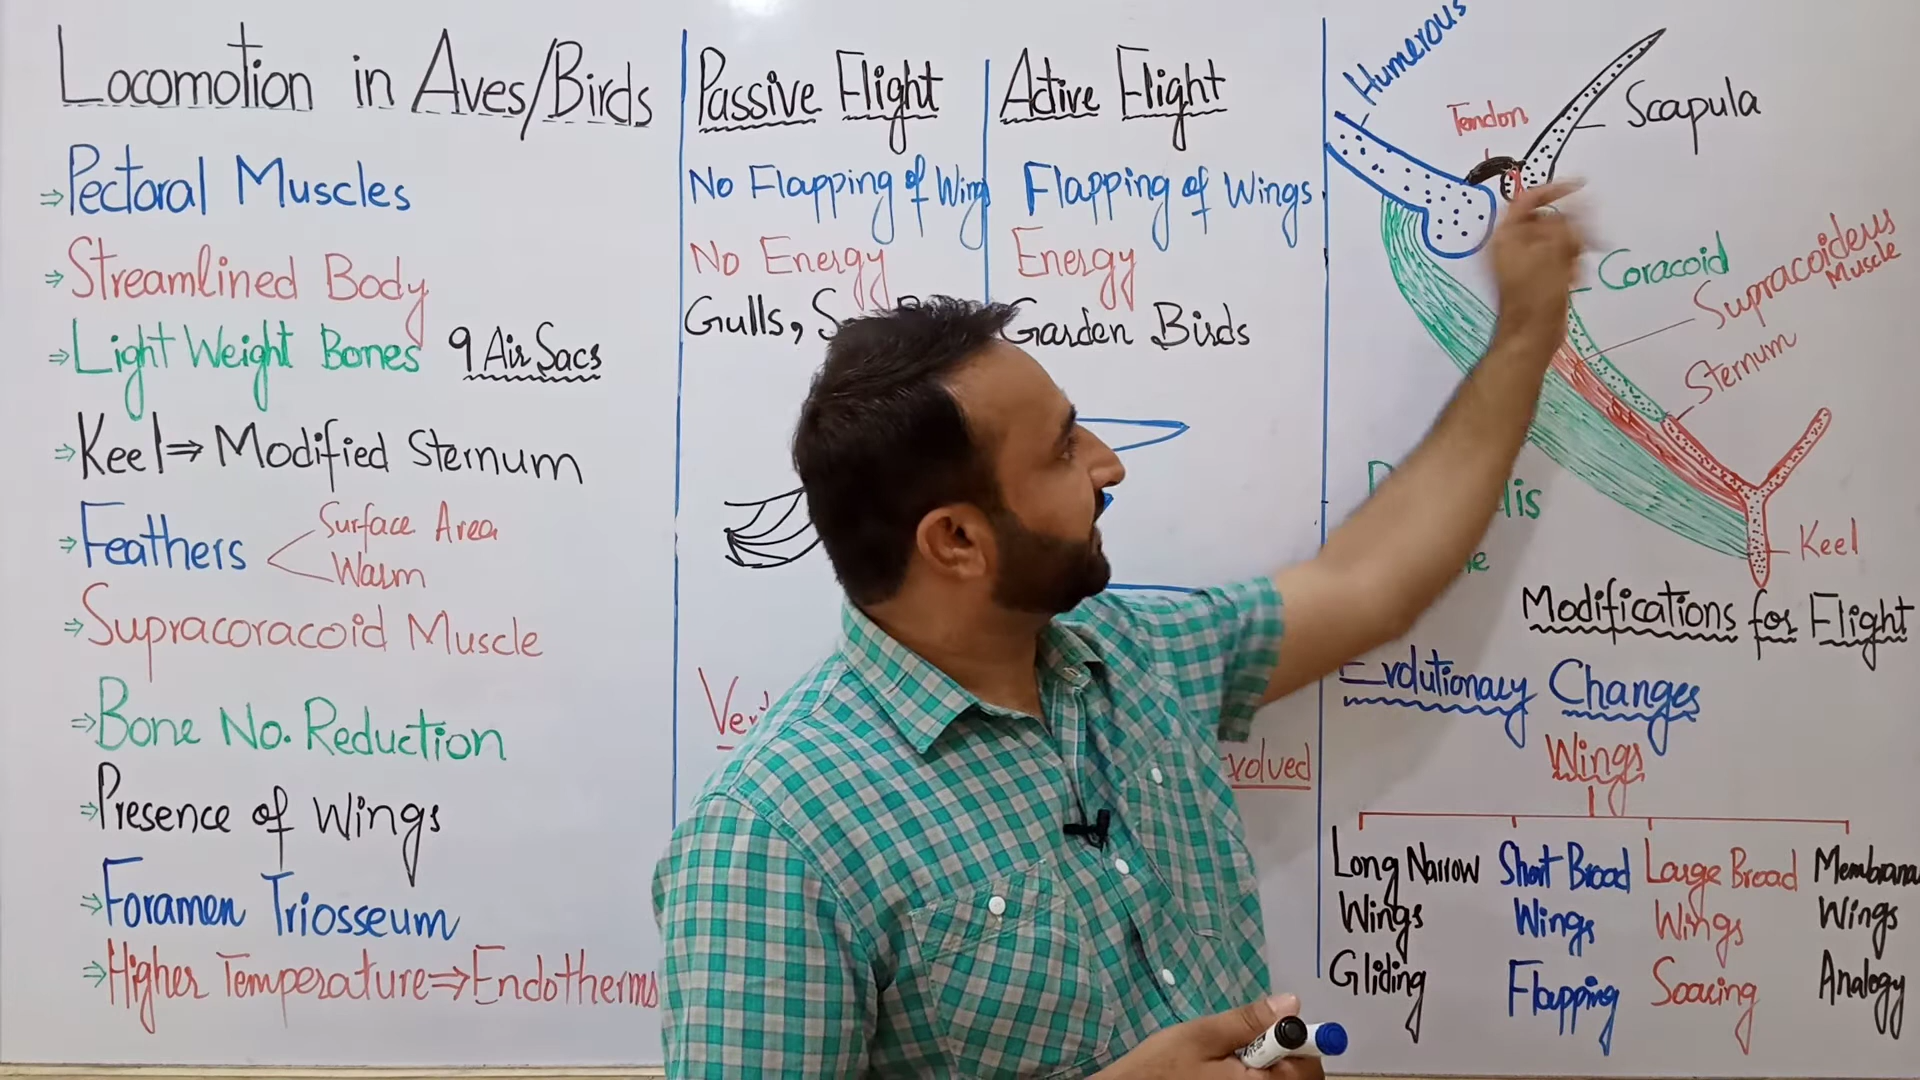 Locomotion in Aves/Birds
⇒Pectoral Muscles
⇒Streamlined Body
⇒Light Weight Bones 9 Air Sacs
⇒Keel⇒Modified Sternum
⇒Feathers
Surface Area
Warm
⇒Supracoracoid Muscle
⇒Bone No. Reduction
⇒Presence of Wings
⇒Foramen Triosseum
⇒Higher Temperature⇒Endotherms
Passive Flight
No Flapping of Wings
No Energy
Gulls,
Active Flight
Flapping of Wings
Energy
Garden Birds
Humerous
Tendon
Scapula
Coracoid
Supracoideus
Muscle
Sternum
Keel
Modifications for Flight
Evolutionary Changes
Wings
Long Narrow
Wings
Gliding
Short Broad
Wings
Flapping
Large Broad
Wings
Soaring
Membrana
Wings
Analogy